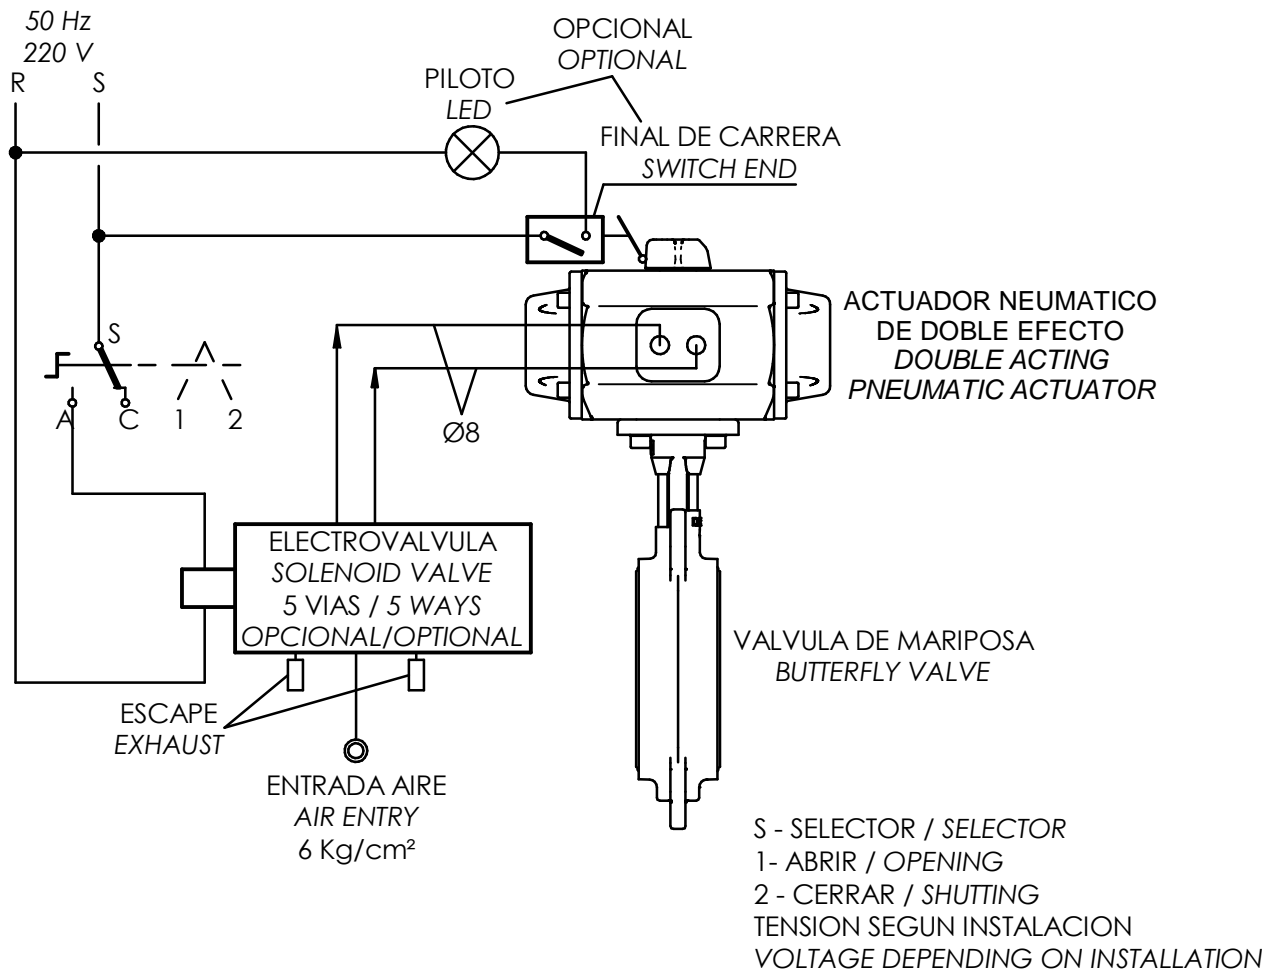 50 Hz
220 V
R
S
OPCIONAL
OPTIONAL
PILOTO
LED
FINAL DE CARRERA
SWITCH END
S
A
C
1
2
Ø8
ACTUADOR NEUMATICO
DE DOBLE EFECTO
DOUBLE ACTING
PNEUMATIC ACTUATOR
ELECTROVALVULA
SOLENOID VALVE
5 VIAS / 5 WAYS
OPCIONAL/OPTIONAL
VALVULA DE MARIPOSA
BUTTERFLY VALVE
ESCAPE
EXHAUST
ENTRADA AIRE
AIR ENTRY
6 Kg/cm²
S - SELECTOR / SELECTOR
1- ABRIR / OPENING
2 - CERRAR / SHUTTING
TENSION SEGUN INSTALACION
VOLTAGE DEPENDING ON INSTALLATION